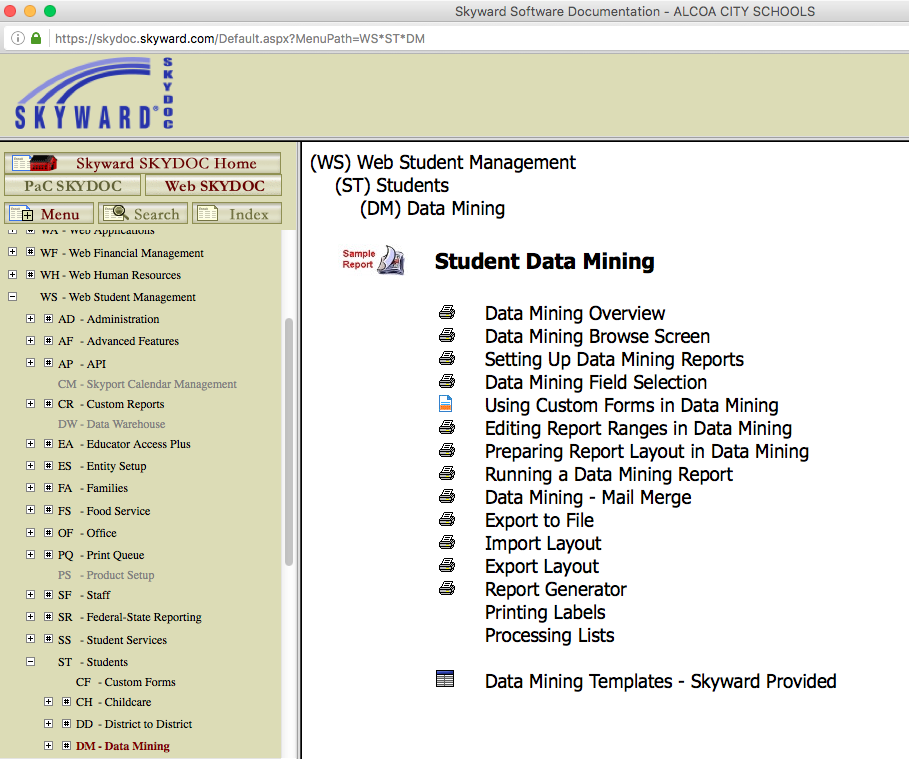 Skyward Software Documentation - ALCOA CITY SCHOOLS
https://skydoc.skyward.com/Default.aspx?MenuPath=WS*ST*DM
SKYWARD® SKYDOC
Skyward SKYDOC Home
PaC SKYDOC Web SKYDOC
Menu Search Index
WA - Web Applications
WF - Web Financial Management
WH - Web Human Resources
WS - Web Student Management
AD - Administration
AF - Advanced Features
AP - API
CM - Skyport Calendar Management
CR - Custom Reports
DW - Data Warehouse
EA - Educator Access Plus
ES - Entity Setup
FA - Families
FS - Food Service
OF - Office
PQ - Print Queue
PS - Product Setup
SF - Staff
SR - Federal-State Reporting
SS - Student Services
ST - Students
CF - Custom Forms
CH - Childcare
DD - District to District
DM - Data Mining
(WS) Web Student Management
(ST) Students
(DM) Data Mining
Sample
Report
Student Data Mining
Data Mining Overview
Data Mining Browse Screen
Setting Up Data Mining Reports
Data Mining Field Selection
Using Custom Forms in Data Mining
Editing Report Ranges in Data Mining
Preparing Report Layout in Data Mining
Running a Data Mining Report
Data Mining - Mail Merge
Export to File
Import Layout
Export Layout
Report Generator
Printing Labels
Processing Lists
Data Mining Templates - Skyward Provided